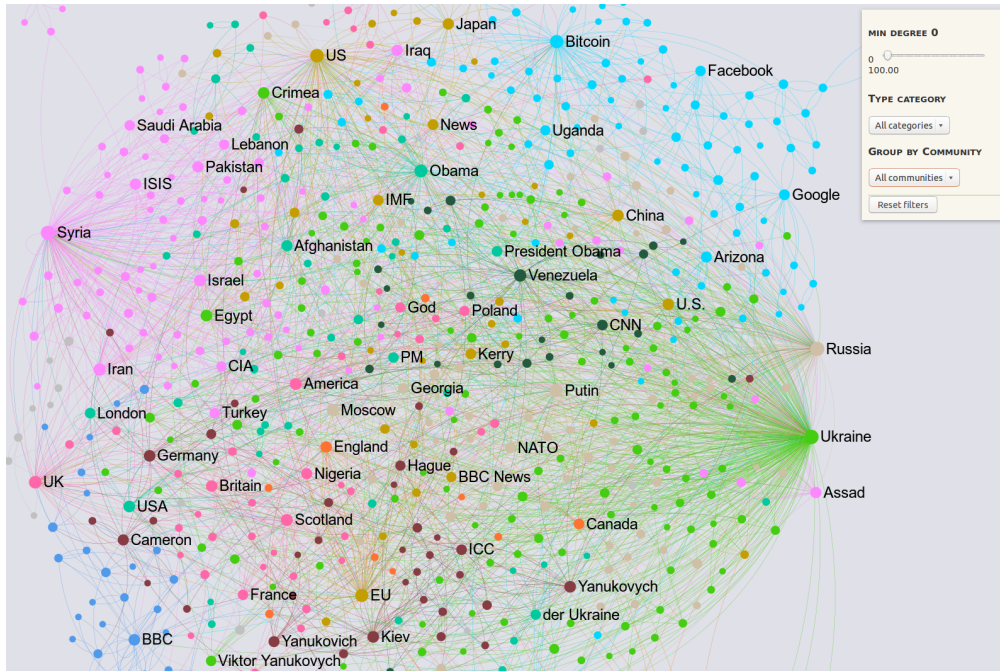 Japan
Bitcoin
US
Iraq
Facebook
Crimea
News
Uganda
Saudi Arabia
Lebanon
Pakistan
Obama
ISIS
IMF
Google
China
Syria
Afghanistan
President Obama
Arizona
Venezuela
Israel
God
Poland
U.S.
Egypt
CNN
Russia
PM
Kerry
Iran
CIA
America
Georgia
Putin
Moscow
London
Turkey
Ukraine
England
NATO
Germany
Hague
Nigeria
BBC News
UK
Britain
Assad
USA
Scotland
Canada
Cameron
ICC
Yanukovych
France
EU
der Ukraine
BBC
Yanukovich
Kiev
Viktor Yanukovych
MIN DEGREE 0
0
100.00
TYPE CATEGORY
All categories
GROUP BY COMMUNITY
All communities
Reset filters